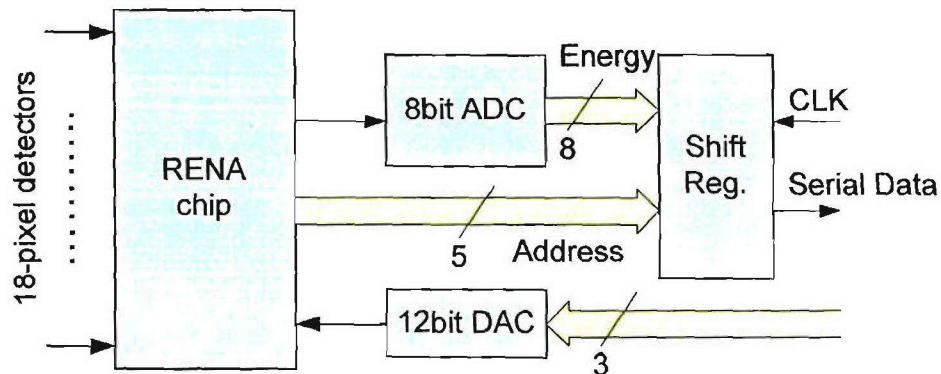 18-pixel detectors
RENA
chip
8bit ADC
Energy
8
5
Address
12bit DAC
3
Shift
Reg.
CLK
Serial Data